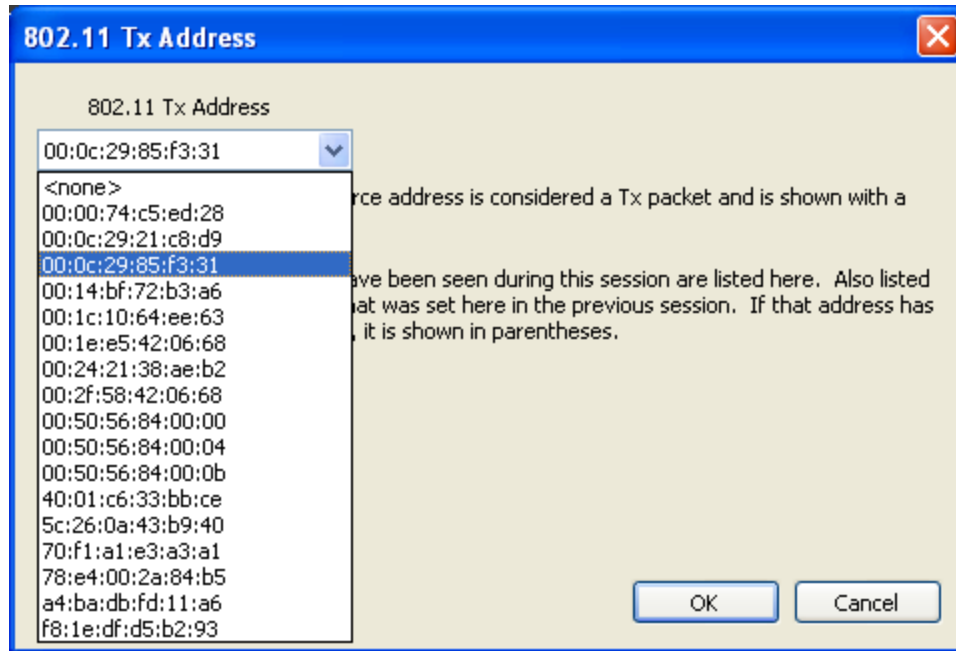 802.11 Tx Address
802.11 Tx Address
00:0c:29:85:f3:31
<none>
00:00:74:c5:ed:28
00:0c:29:21:c8:d9
00:0c:29:85:f3:31
00:14:bf:72:b3:a6
00:1c:10:64:ee:63
00:1e:e5:42:06:68
00:24:21:38:ae:b2
00:2f:58:42:06:68
00:50:56:84:00:00
00:50:56:84:00:04
00:50:56:84:00:0b
40:01:c6:33:bb:ce
5c:26:0a:43:b9:40
70:f1:a1:e3:a3:a1
78:e4:00:2a:84:b5
a4:ba:db:fd:11:a6
f8:1e:df:d5:b2:93
rce address is considered a Tx packet and is shown with a
ve been seen during this session are listed here.  Also listed
at was set here in the previous session.  If that address has
, it is shown in parentheses.
OK
Cancel